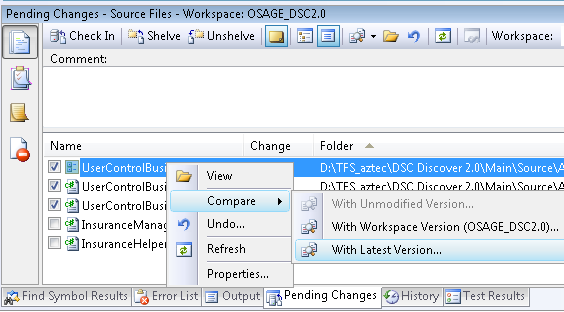 Pending Changes - Source Files - Workspace: OSAGE_DSC2.0
Check In Shelve Unshelve Workspace:
Comment:
Name Change Folder
UserControlBusi D:\TFS_aztec\DSC Discover 2.0\Main\Source\A
UserControlBusi D:\TFS_aztec\DSC Discover 2.0\Main\Source\A
UserControlBusi
InsuranceManag
InsuranceHelper
View
Compare
Undo...
Refresh
Properties...
With Unmodified Version...
With Workspace Version (OSAGE_DSC2.0)...
With Latest Version...
Find Symbol Results Error List Output Pending Changes History Test Results